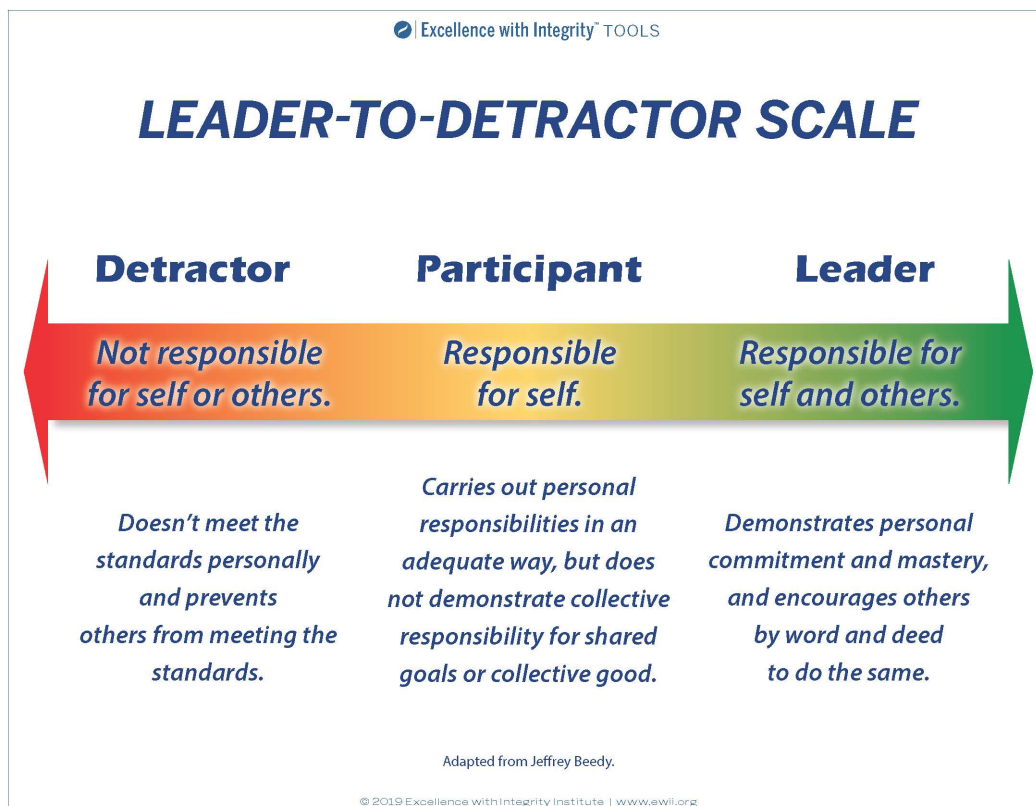 Excellence with Integrity™ TOOLS
LEADER-TO-DETRACTOR SCALE
Detractor
Not responsible
for self or others.
Doesn't meet the
standards personally
and prevents
others from meeting the
standards.
Participant
Responsible
for self.
Carries out personal
responsibilities in an
adequate way, but does
not demonstrate collective
responsibility for shared
goals or collective good.
Leader
Responsible for
self and others.
Demonstrates personal
commitment and mastery,
and encourages others
by word and deed
to do the same.
Adapted from Jeffrey Beedy.
© 2019 Excellence with Integrity Institute | www.ewii.org